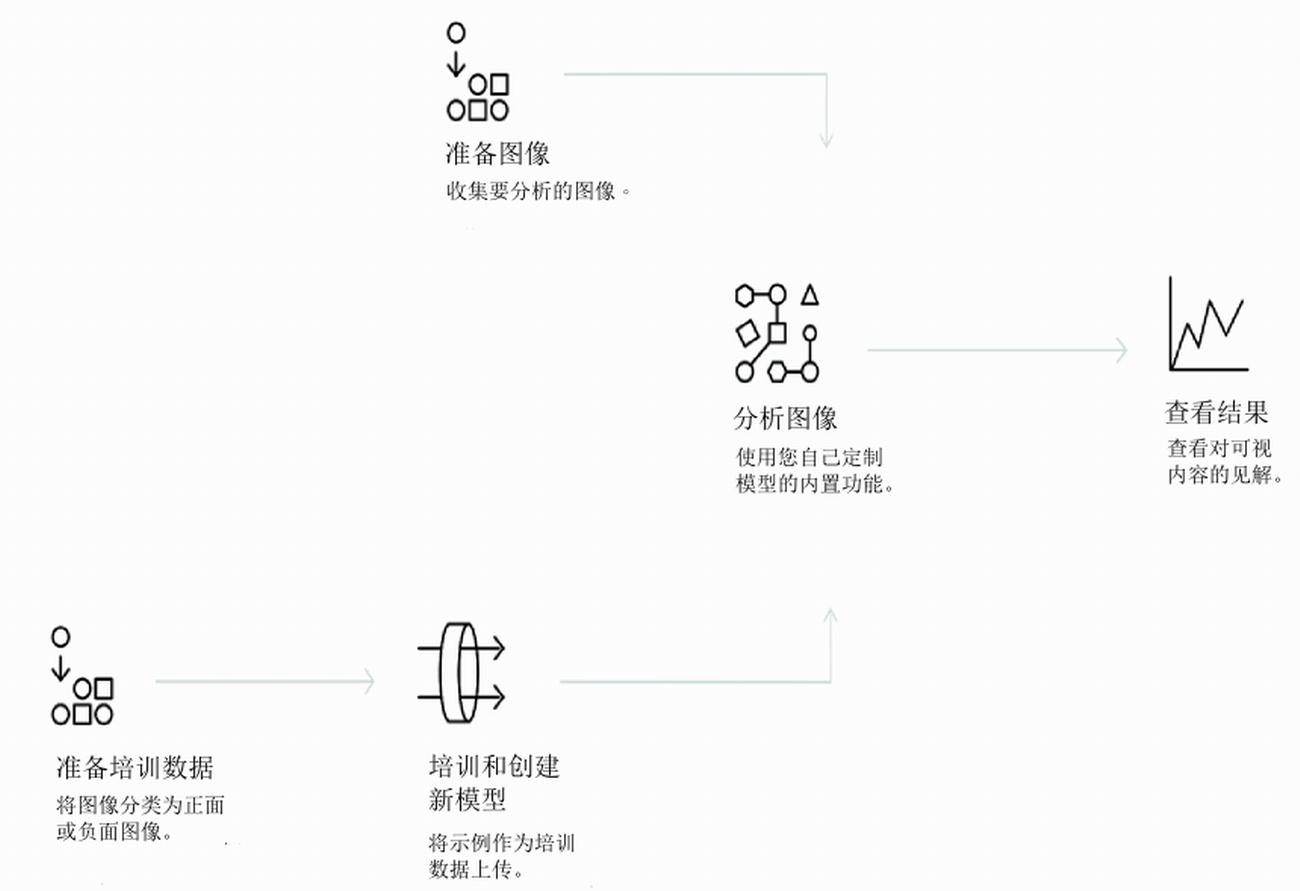 准备图像
收集要分析的图像。
分析图像
使用您自己定制
模型的内置功能。
查看结果
查看对可视
内容的见解。
准备培训数据
将图像分类为正面
或负面图像。
培训和创建
新模型
将示例作为培训
数据上传。